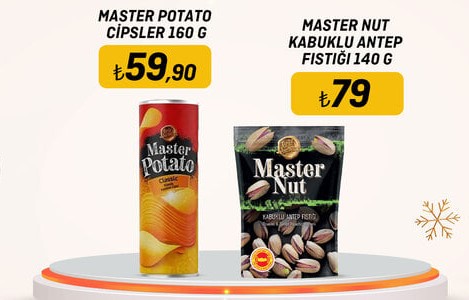 MASTER POTATO
CİPSLER 160 G
₺59,90
MASTER NUT
KABUKLU ANTEP
FISTIĞI 140 G
₺79
Master
Potato
Classic
Master
Nut
KABUKLU ANTEP FISTIĞI